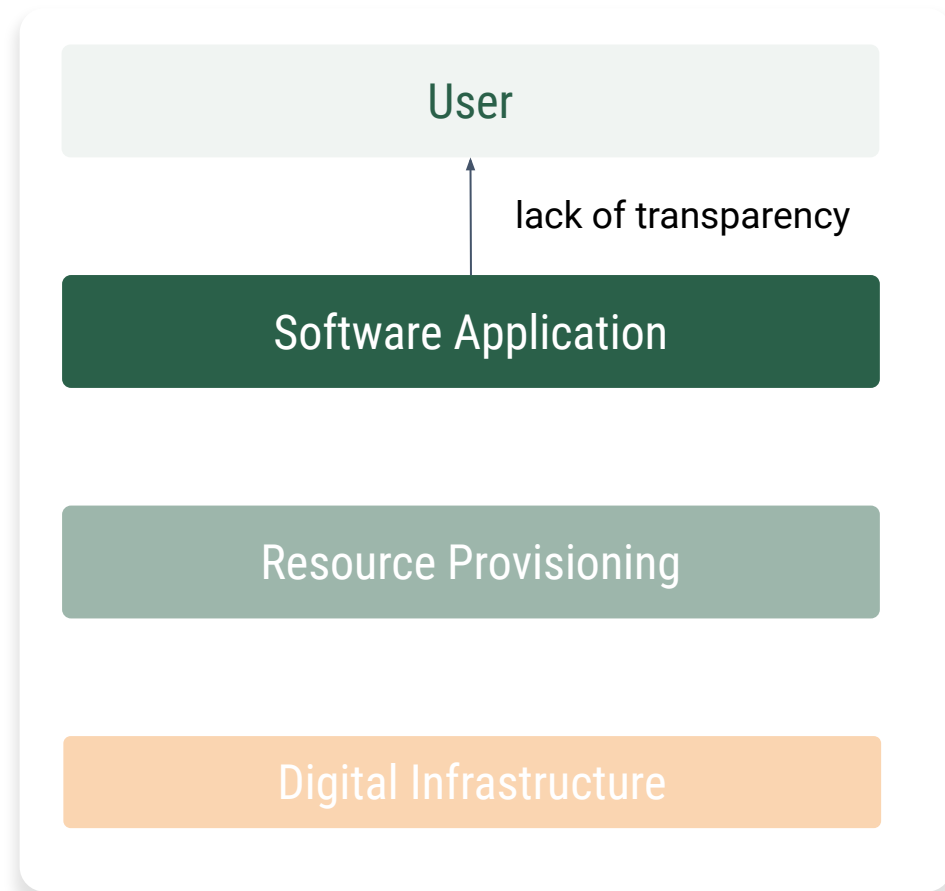 User
lack of transparency
Software Application
Resource Provisioning
Digital Infrastructure